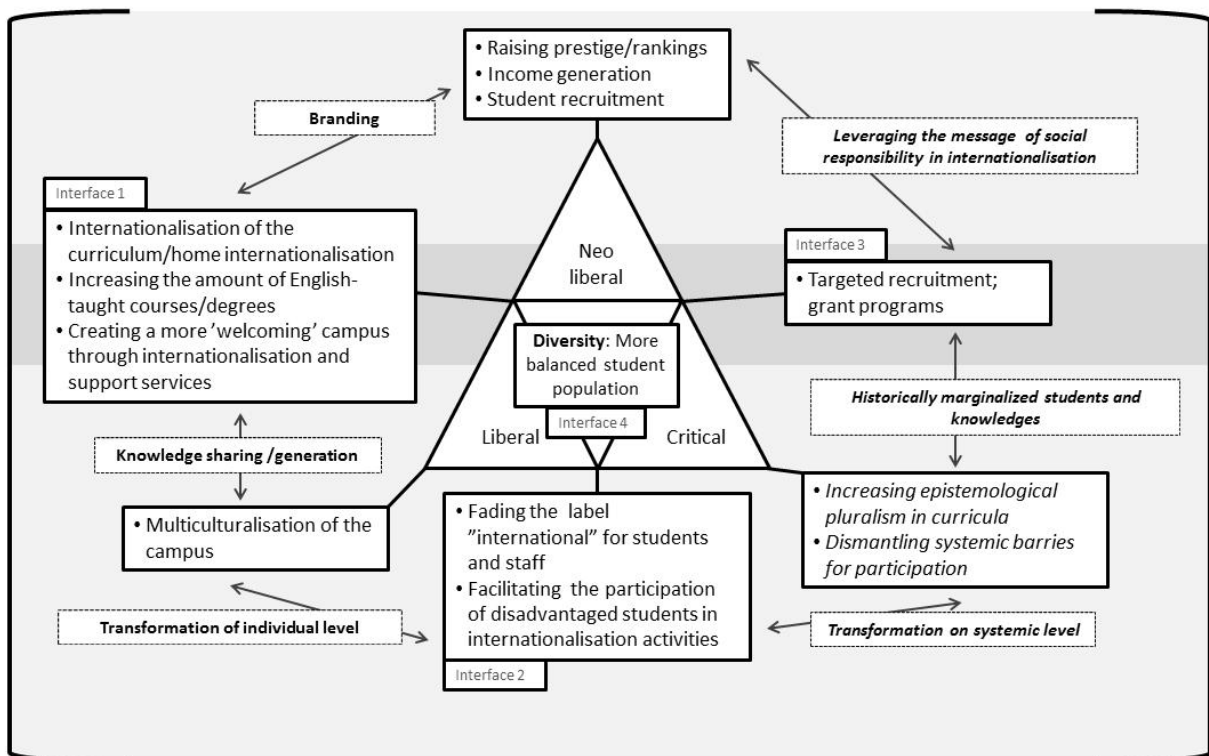 • Raising prestige/rankings
• Income generation
• Student recruitment
Branding
Leveraging the message of social
responsibility in internationalisation
Interface 1
• Internationalisation of the
curriculum/home internationalisation
• Increasing the amount of English-
taught courses/degrees
• Creating a more ’welcoming’ campus
through internationalisation and
support services
Neo
liberal
Interface 3
• Targeted recruitment;
grant programs
Diversity: More
balanced student
population
Interface 4
Liberal
Critical
Historically marginalized students and
knowledges
Knowledge sharing /generation
• Multiculturalisation of the
campus
• Fading the label
”international” for students
and staff
• Facilitating the participation
of disadvantaged students in
internationalisation activities
Interface 2
• Increasing epistemological
pluralism in curricula
• Dismantling systemic barries
for participation
Transformation of individual level
Transformation on systemic level